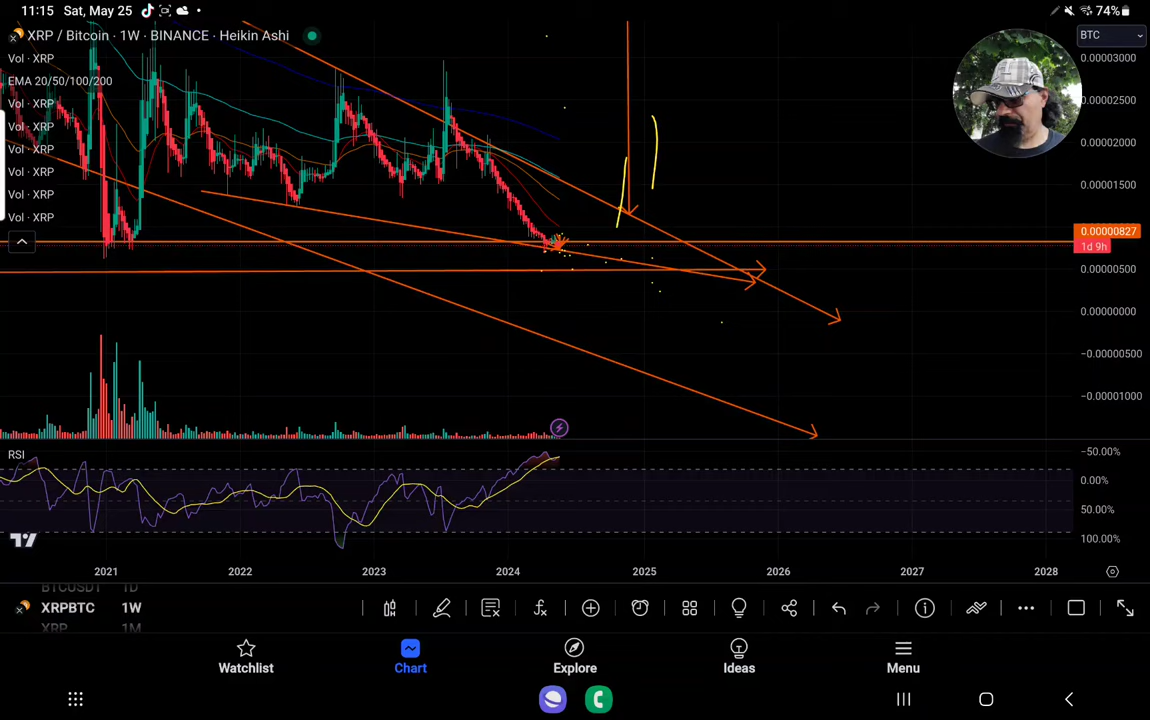 11:15 Sat, May 25 74%
XRP / Bitcoin · 1W · BINANCE · Heikin Ashi
BTC
Vol · XRP
EMA 20/50/100/200
Vol · XRP
Vol · XRP
Vol · XRP
Vol · XRP
Vol · XRP
Vol · XRP
0.00003000
0.00002500
0.00002000
0.00001500
0.00000827
1d 9h
0.00000500
0.00000000
−0.00000500
−0.00001000
RSI
−50.00%
0.00%
50.00%
100.00%
2021 2022 2023 2024 2025 2026 2027 2028
BTCUSDT 1D
XRPBTC 1W
XRP 1M
Watchlist Chart Explore Ideas Menu